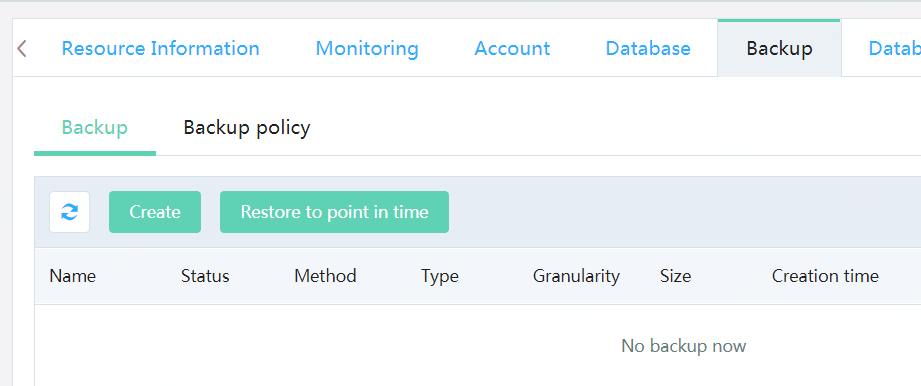 Resource Information Monitoring Account Database Backup Datab
Backup Backup policy
Create Restore to point in time
Name Status Method Type Granularity Size Creation time
No backup now